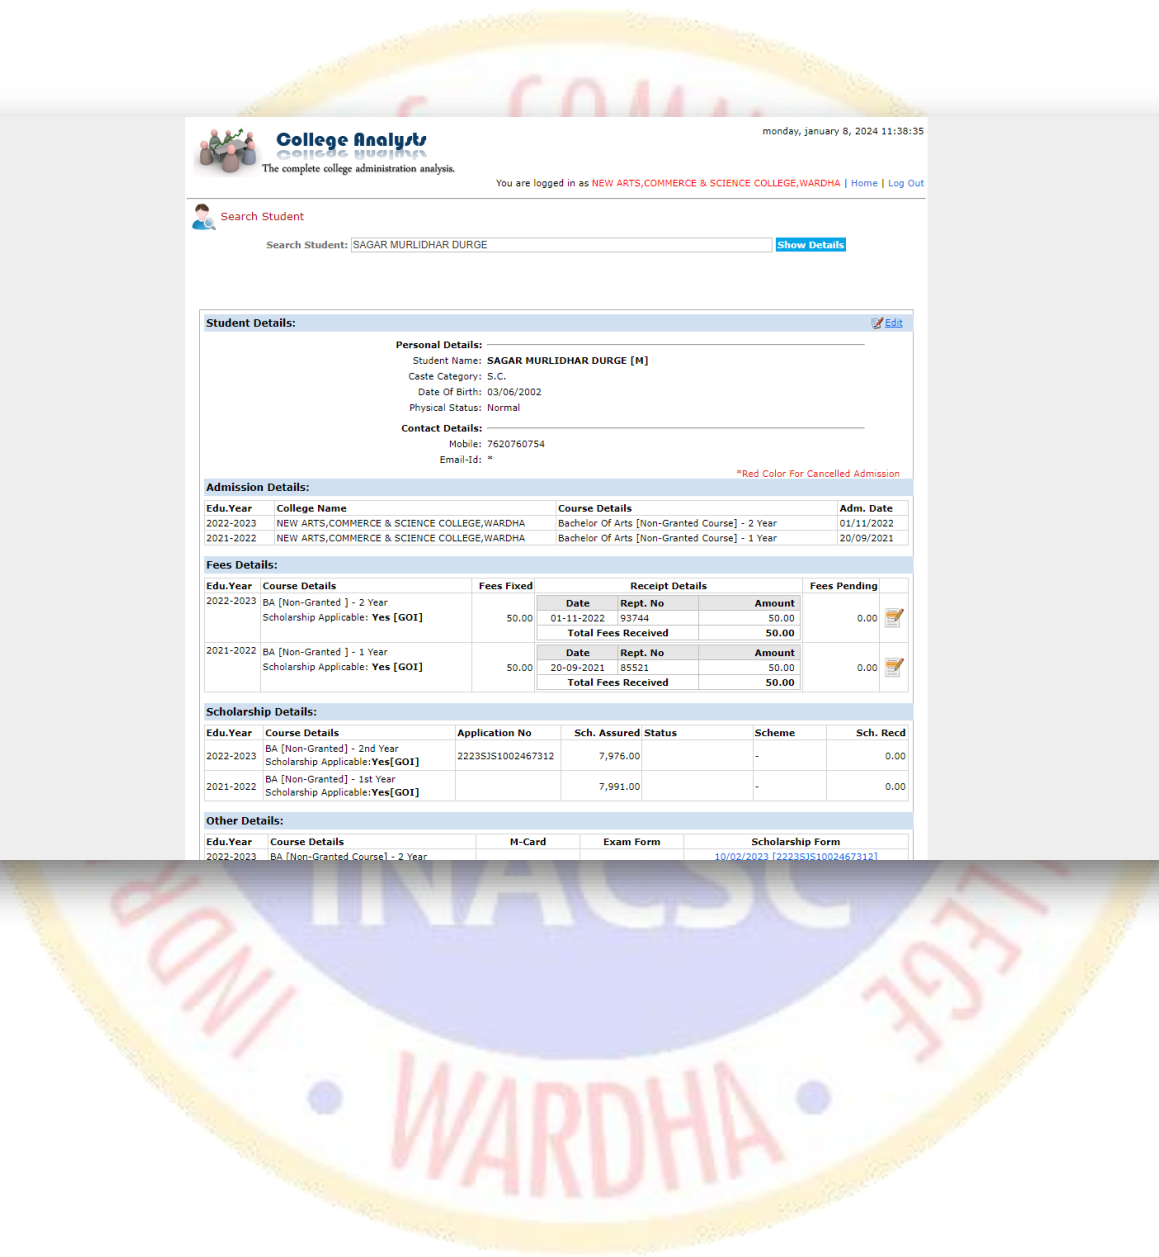 COMM
monday, january 8, 2024 11:38:35
College Analysts
The complete college administration analysis.
You are logged in as NEW ARTS,COMMERCE & SCIENCE COLLEGE,WARDHA | Home | Log Out
Search Student
Search Student: SAGAR MURLIDHAR DURGE Show Details
Student Details: Edit
Personal Details:
Student Name: SAGAR MURLIDHAR DURGE [M]
Caste Category: S.C.
Date Of Birth: 03/06/2002
Physical Status: Normal
Contact Details:
Mobile: 7620760754
Email-Id: *
*Red Color For Cancelled Admission
Admission Details:
Edu.Year College Name Course Details Adm. Date
2022-2023 NEW ARTS,COMMERCE & SCIENCE COLLEGE,WARDHA Bachelor Of Arts [Non-Granted Course] - 2 Year 01/11/2022
2021-2022 NEW ARTS,COMMERCE & SCIENCE COLLEGE,WARDHA Bachelor Of Arts [Non-Granted Course] - 1 Year 20/09/2021
Fees Details:
Edu.Year Course Details Fees Fixed Receipt Details Fees Pending
2022-2023 BA [Non-Granted ] - 2 Year Date Rept. No Amount
Scholarship Applicable: Yes [GOI] 50.00 01-11-2022 93744 50.00 0.00
Total Fees Received 50.00
2021-2022 BA [Non-Granted ] - 1 Year Date Rept. No Amount
Scholarship Applicable: Yes [GOI] 50.00 20-09-2021 85521 50.00 0.00
Total Fees Received 50.00
Scholarship Details:
Edu.Year Course Details Application No Sch. Assured Status Scheme Sch. Recd
BA [Non-Granted] - 2nd Year
2022-2023 Scholarship Applicable:Yes[GOI] 2223SJS1002467312 7,976.00 - 0.00
BA [Non-Granted] - 1st Year
2021-2022 Scholarship Applicable:Yes[GOI] 7,991.00 - 0.00
Other Details:
Edu.Year Course Details M-Card Exam Form Scholarship Form
2022-2023 BA [Non-Granted Course] - 2 Year 10/02/2023 [2223SJS1002467312]
INACSC
INDR
LLEGE
• WARDHA •